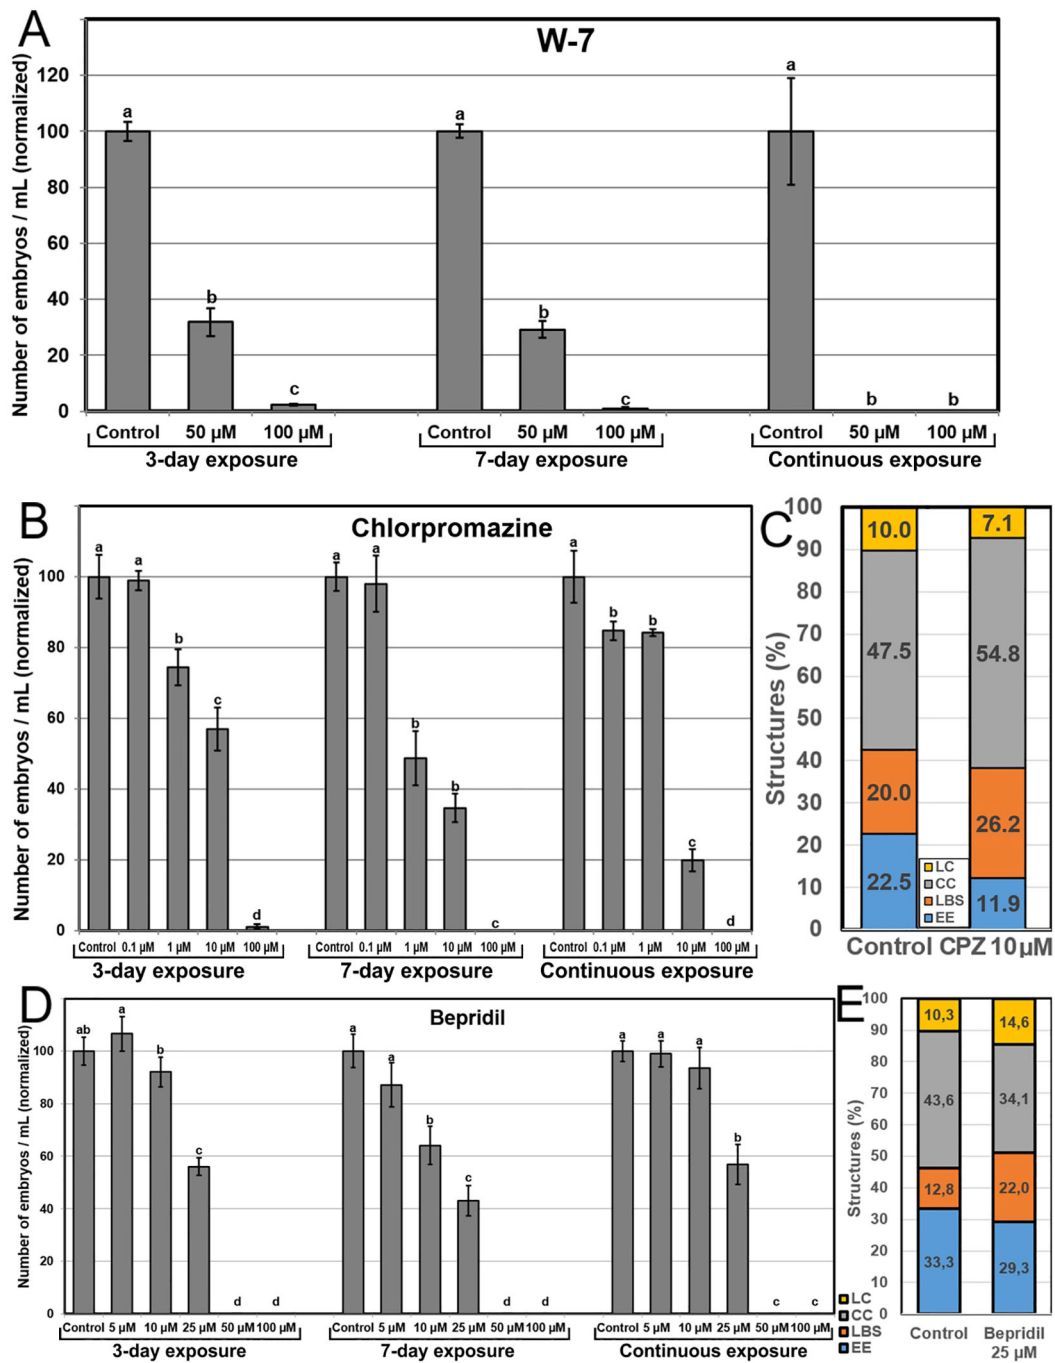 A
W-7
Number of embryos / mL (normalized)
120
100
80
60
40
20
0
a
b
c
a
b
c
a
b
b
Control 50 µM 100 µM
3-day exposure
Control 50 µM 100 µM
7-day exposure
Control 50 µM 100 µM
Continuous exposure
B
Chlorpromazine
Number of embryos / mL (normalized)
100
80
60
40
20
0
a
a
b
c
d
a
a
b
b
c
a
b
b
c
d
Control 0.1 µM 1 µM 10 µM 100 µM
3-day exposure
Control 0.1 µM 1 µM 10 µM 100 µM
7-day exposure
Control 0.1 µM 1 µM 10 µM 100 µM
Continuous exposure
C
Structures (%)
100
90
80
70
60
50
40
30
20
10
0
10.0
47.5
20.0
22.5
7.1
54.8
26.2
11.9
LC
CC
LBS
EE
Control CPZ 10 µM
D
Bepridil
Number of embryos / mL (normalized)
100
80
60
40
20
0
ab
a
b
c
d
d
a
a
b
c
d
d
a
a
a
b
c
c
Control 5 µM 10 µM 25 µM 50 µM 100 µM
3-day exposure
Control 5 µM 10 µM 25 µM 50 µM 100 µM
7-day exposure
Control 5 µM 10 µM 25 µM 50 µM 100 µM
Continuous exposure
E
Structures (%)
100
90
80
70
60
50
40
30
20
10
0
10,3
43,6
12,8
33,3
14,6
34,1
22,0
29,3
LC
CC
LBS
EE
Control Bepridil
25 µM